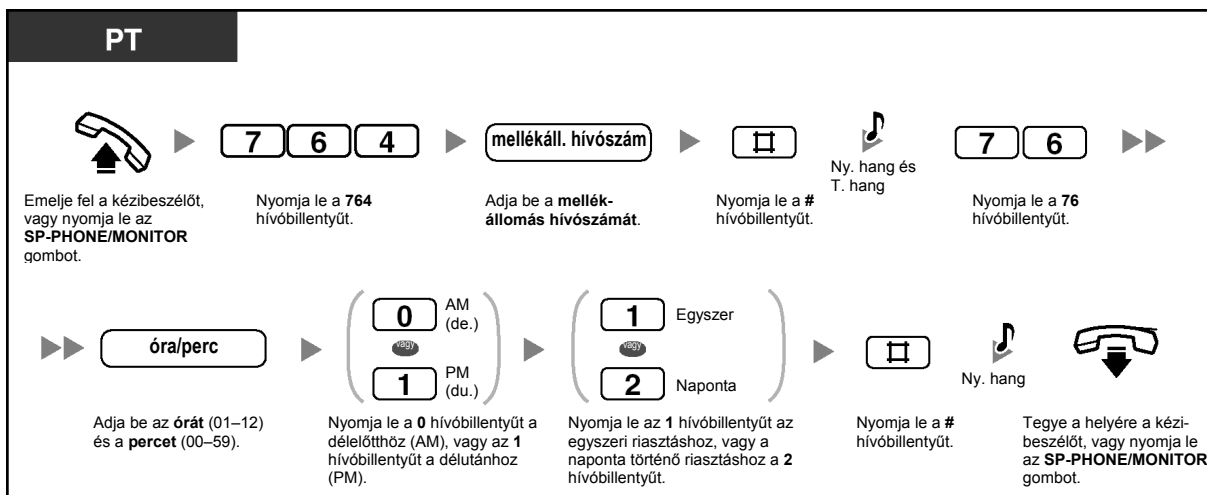 PT
7 6 4
mellékáll. hívószám
Ny. hang és
T. hang
7 6
Emelje fel a kézibeszélőt,
vagy nyomja le az
SP-PHONE/MONITOR
gombot.
Nyomja le a 764
hívóbillentyűt.
Adja be a mellék-
állomás hívószámát.
Nyomja le a #
hívóbillentyűt.
Nyomja le a 76
hívóbillentyűt.
óra/perc
0 AM
(de.)
vagy
1 PM
(du.)
1 Egyszer
vagy
2 Naponta
Ny. hang
Adja be az órát (01–12)
és a percet (00–59).
Nyomja le a 0 hívóbillentyűt a
délelőtthöz (AM), vagy az 1
hívóbillentyűt a délutánhoz
(PM).
Nyomja le az 1 hívóbillentyűt az
egyszeri riasztáshoz, vagy a
naponta történő riasztáshoz a 2
hívóbillentyűt.
Nyomja le a #
hívóbillentyűt.
Tegye a helyére a kézi-
beszélőt, vagy nyomja le
az SP-PHONE/MONITOR
gombot.